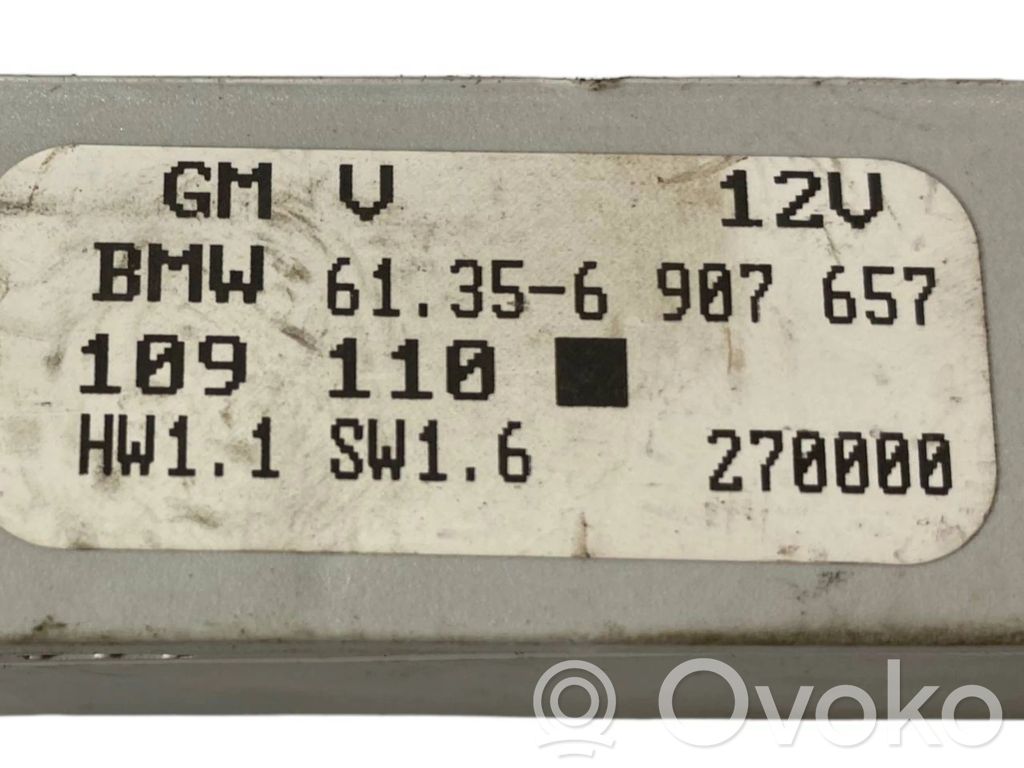 GM V 12V
BMW 61.35-6 907 657
109 110
HW1.1 SW1.6 270000
Ovoko